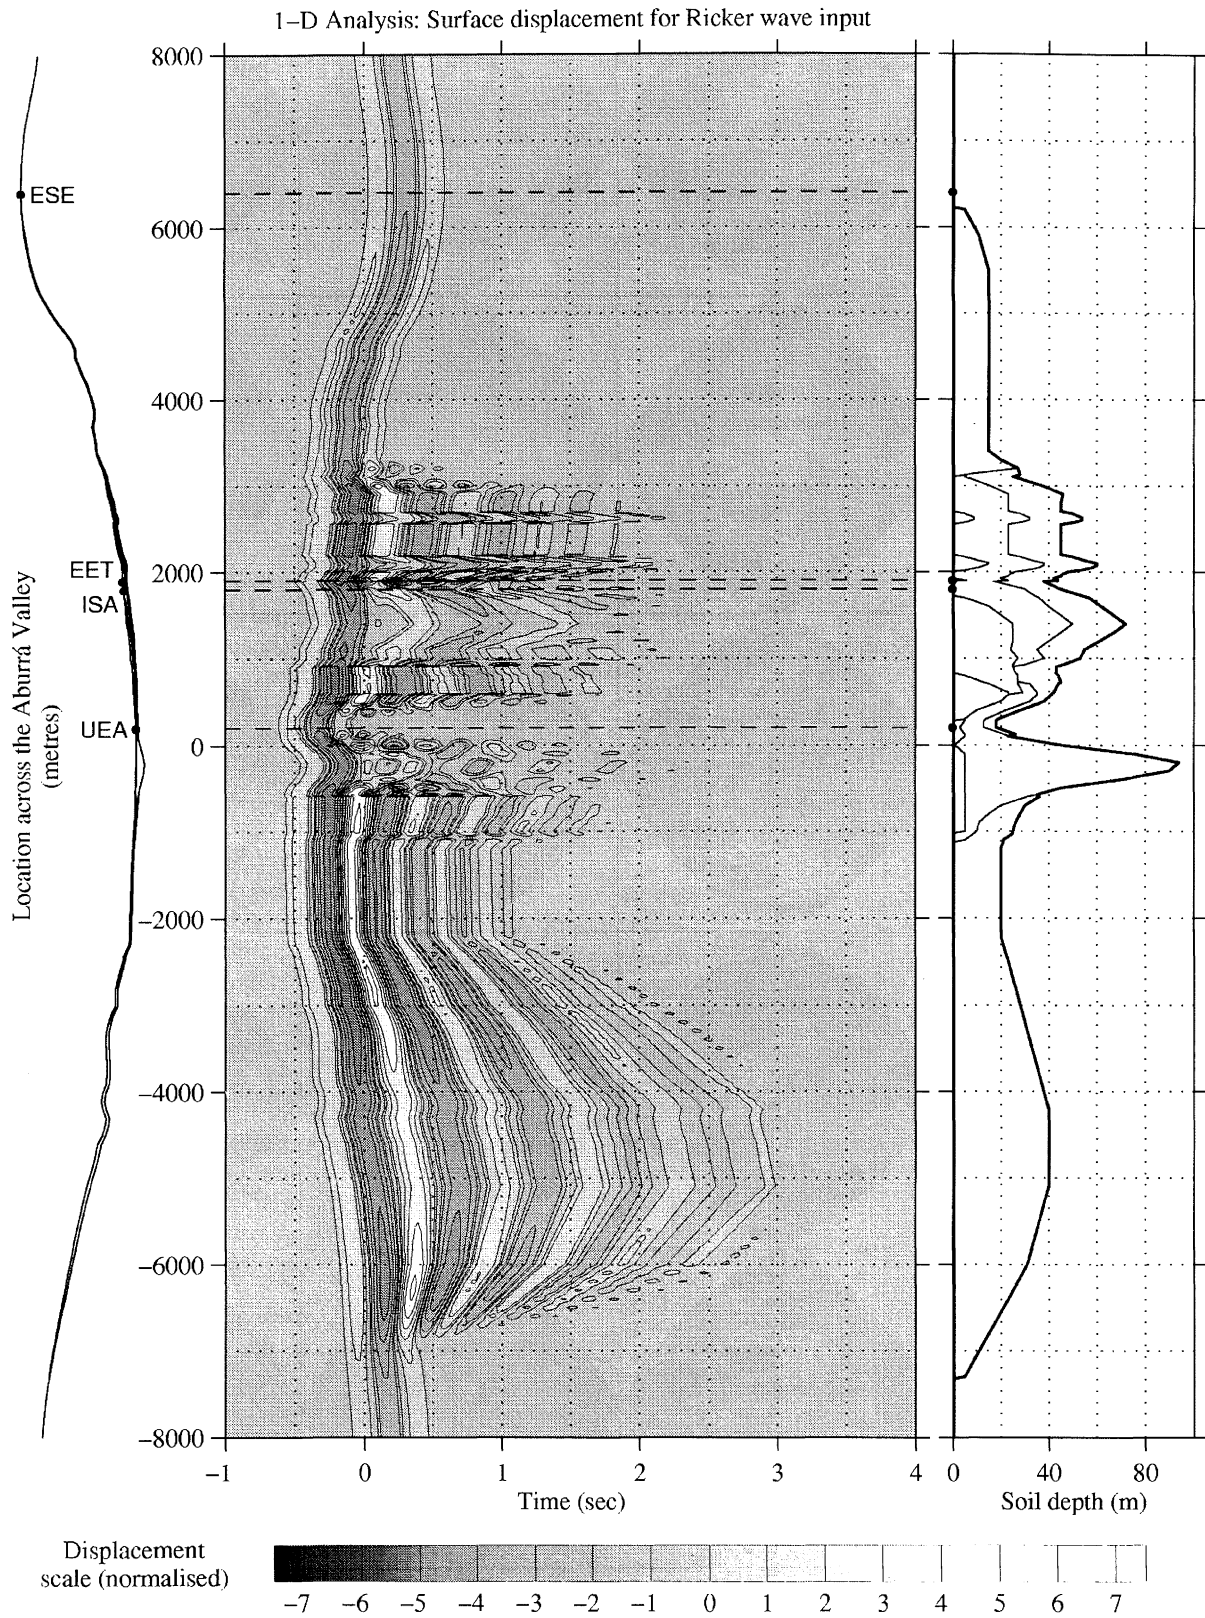 1–D Analysis: Surface displacement for Ricker wave input
8000
6000
4000
2000
0
−2000
−4000
−6000
−8000
ESE
EET
ISA
UEA
Location across the Aburrá Valley
(metres)
−1 0 1 2 3 4
Time (sec)
0 40 80
Soil depth (m)
Displacement
scale (normalised)
−7 −6 −5 −4 −3 −2 −1 0 1 2 3 4 5 6 7